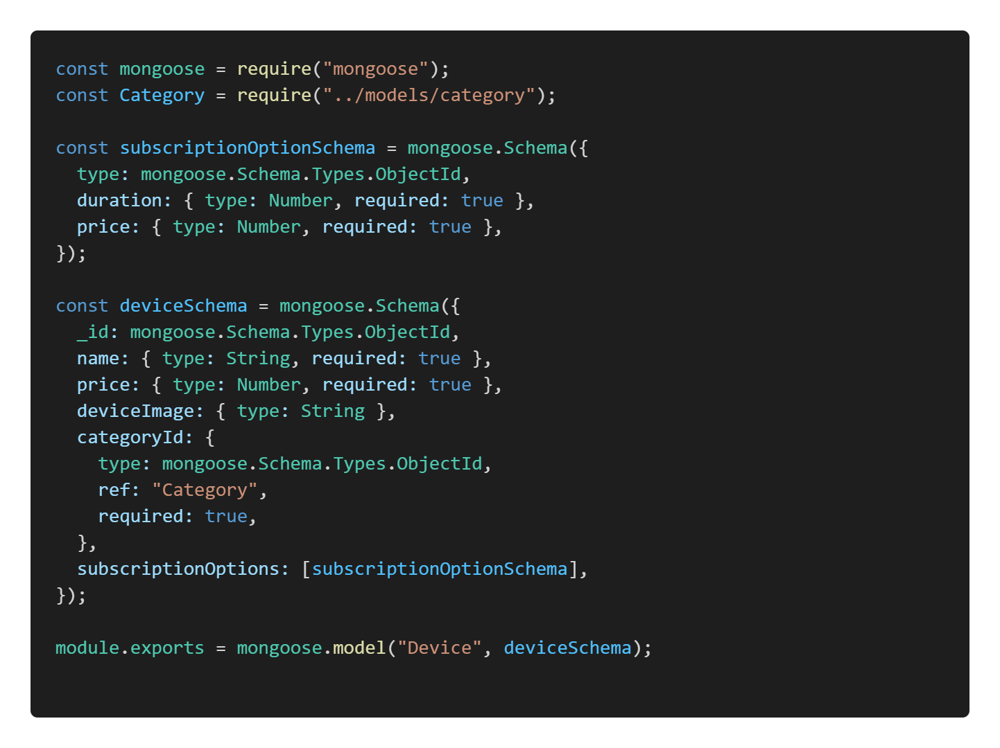 const mongoose = require("mongoose");
const Category = require("../models/category");

const subscriptionOptionSchema = mongoose.Schema({
  type: mongoose.Schema.Types.ObjectId,
  duration: { type: Number, required: true },
  price: { type: Number, required: true },
});

const deviceSchema = mongoose.Schema({
  _id: mongoose.Schema.Types.ObjectId,
  name: { type: String, required: true },
  price: { type: Number, required: true },
  deviceImage: { type: String },
  categoryId: {
    type: mongoose.Schema.Types.ObjectId,
    ref: "Category",
    required: true,
  },
  subscriptionOptions: [subscriptionOptionSchema],
});

module.exports = mongoose.model("Device", deviceSchema);